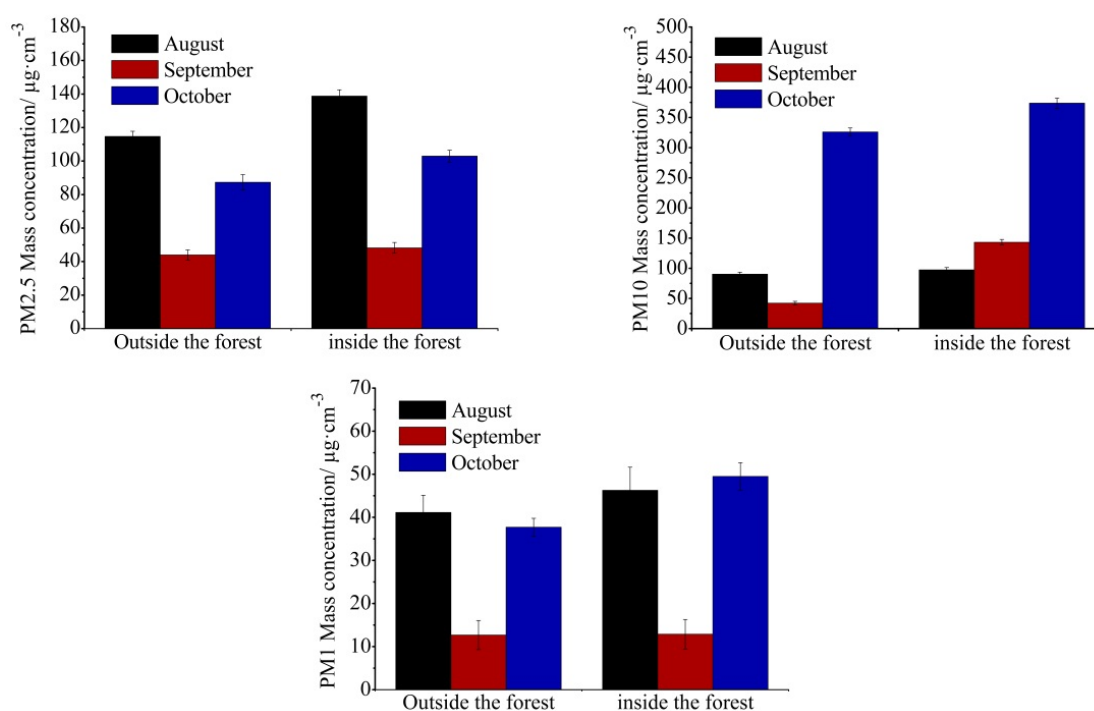 PM2.5 Mass concentration/ μg·cm⁻³
180
160
140
120
100
80
60
40
20
0
August
September
October
Outside the forest
inside the forest
PM10 Mass concentration/ μg·cm⁻³
500
450
400
350
300
250
200
150
100
50
0
August
September
October
Outside the forest
inside the forest
PM1 Mass concentration/ μg·cm⁻³
70
60
50
40
30
20
10
0
August
September
October
Outside the forest
inside the forest